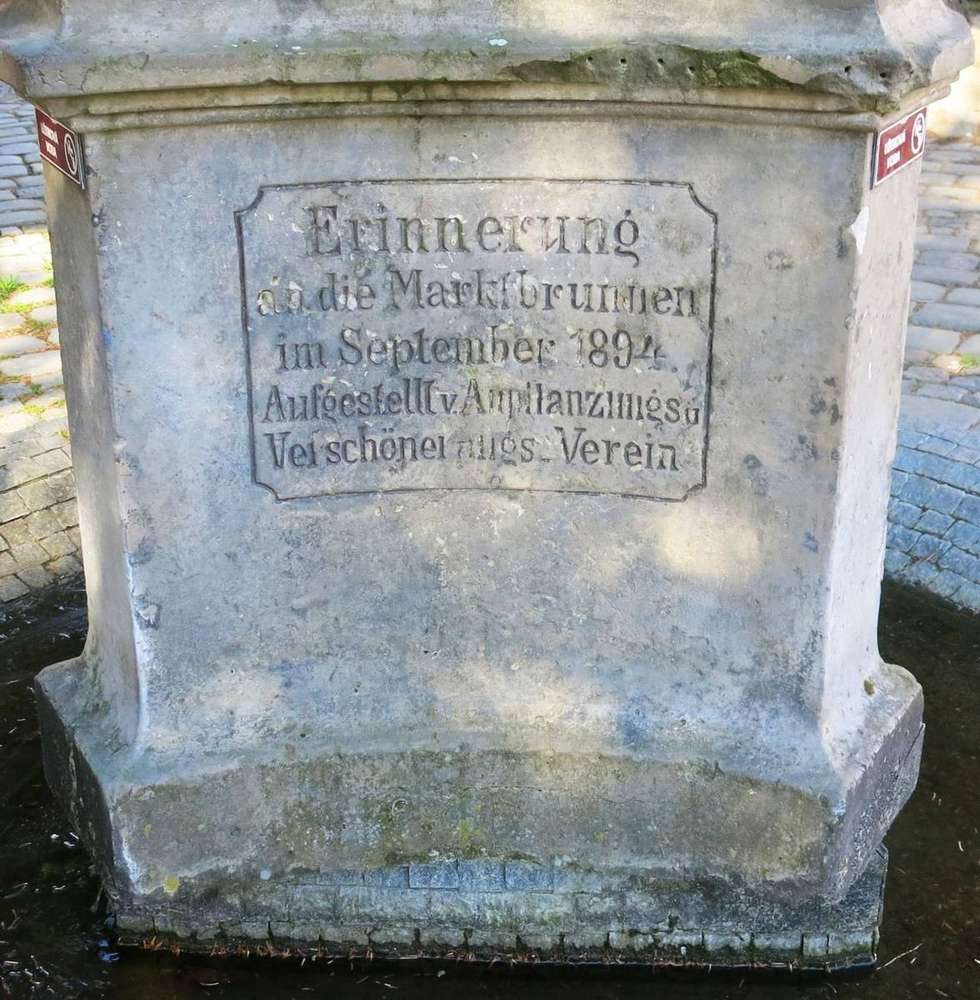 Erinnerung
an die Marktbrunnen
im September 1894.
Aufgestellt v. Anpflanzungs u
Verschönerungs-Verein